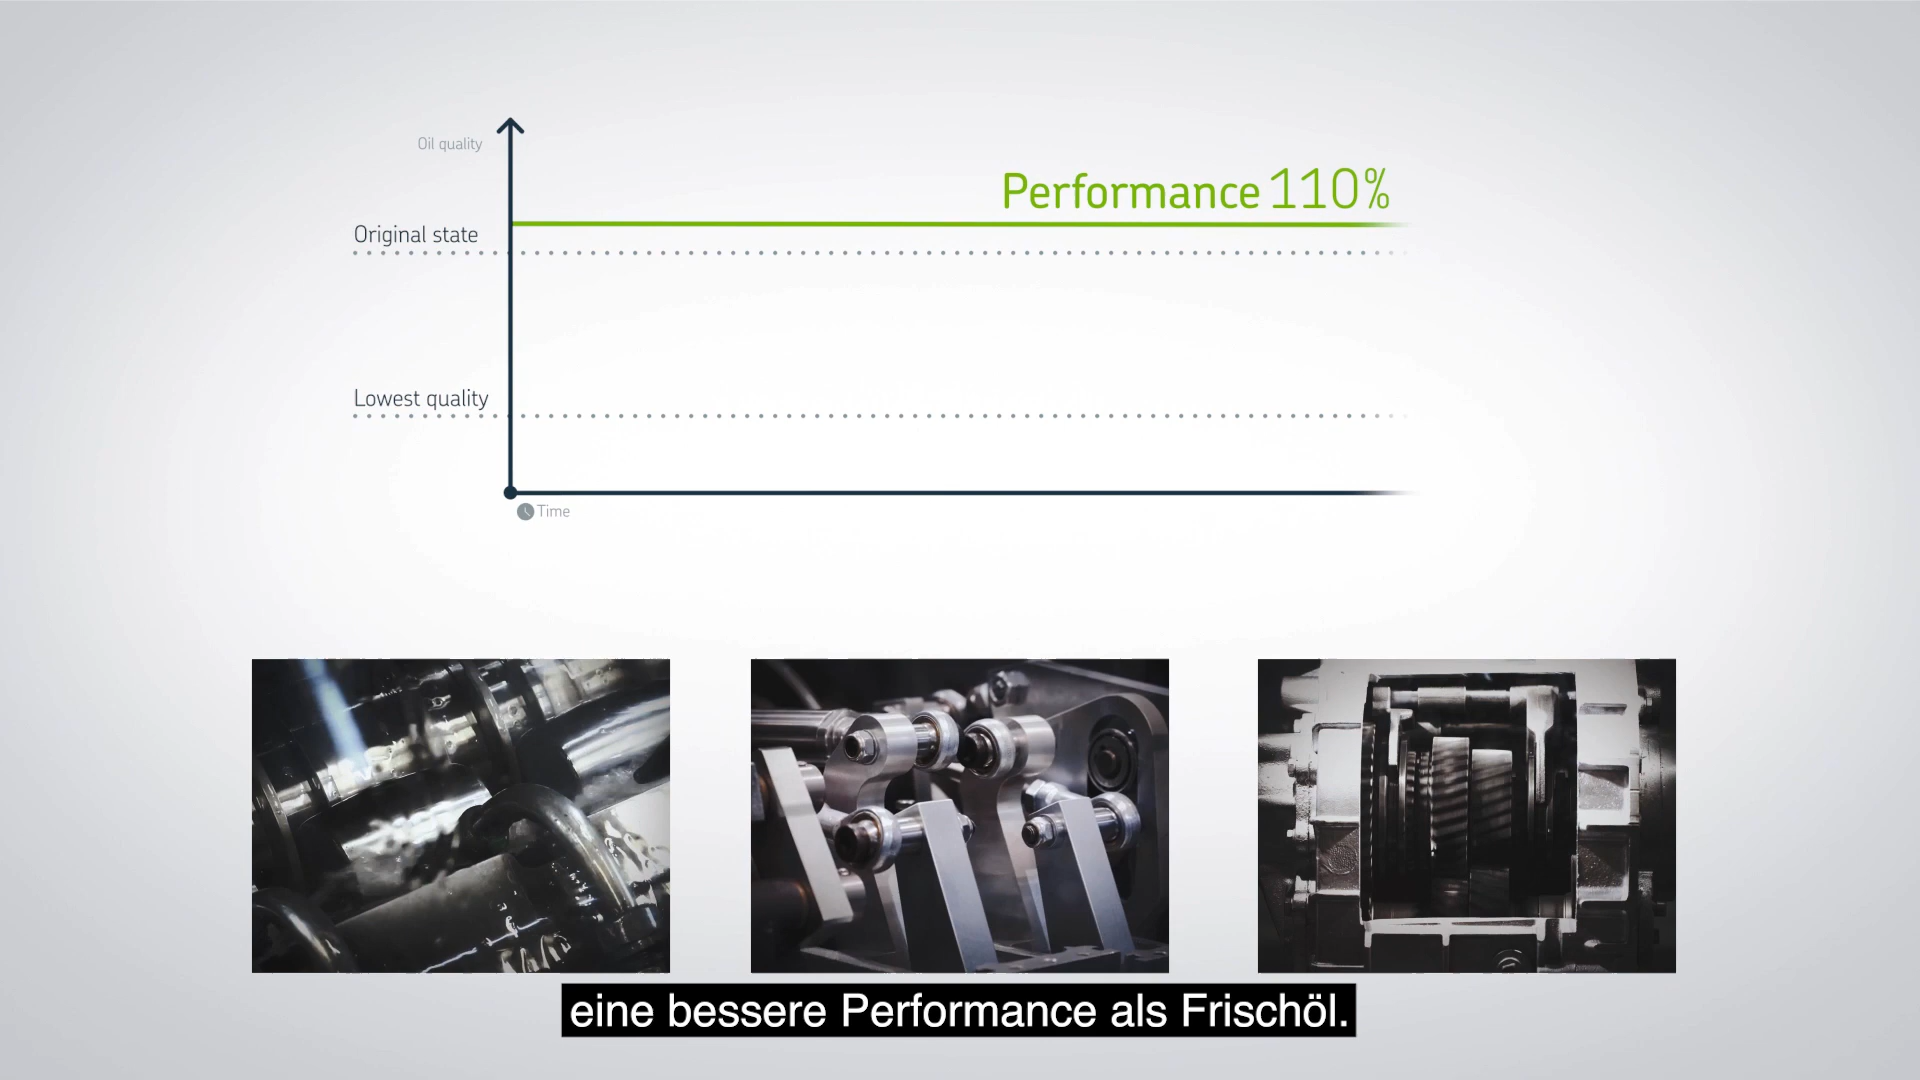 Oil quality
Performance 110%
Original state
Lowest quality
Time
eine bessere Performance als Frischöl.